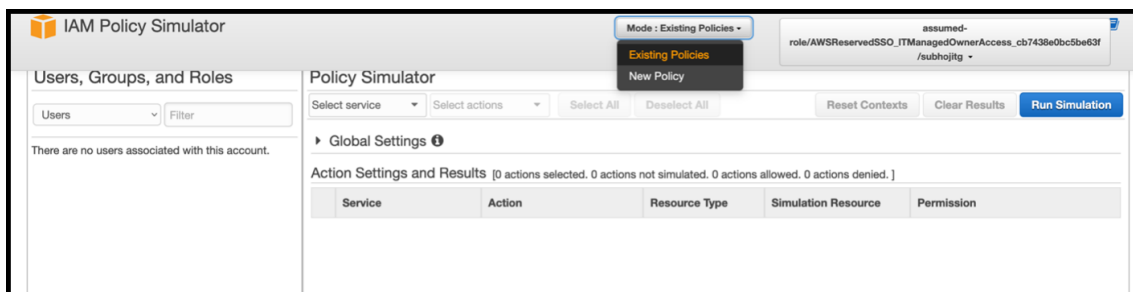 IAM Policy Simulator
Mode : Existing Policies
assumed-
role/AWSReservedSSO_ITManagedOwnerAccess_cb7438e0bc5be63f
/subhojitg
Existing Policies
New Policy
Users, Groups, and Roles
Policy Simulator
Users
Filter
Select service
Select actions
Select All
Deselect All
Reset Contexts
Clear Results
Run Simulation
There are no users associated with this account.
Global Settings
Action Settings and Results [0 actions selected. 0 actions not simulated. 0 actions allowed. 0 actions denied. ]
Service
Action
Resource Type
Simulation Resource
Permission